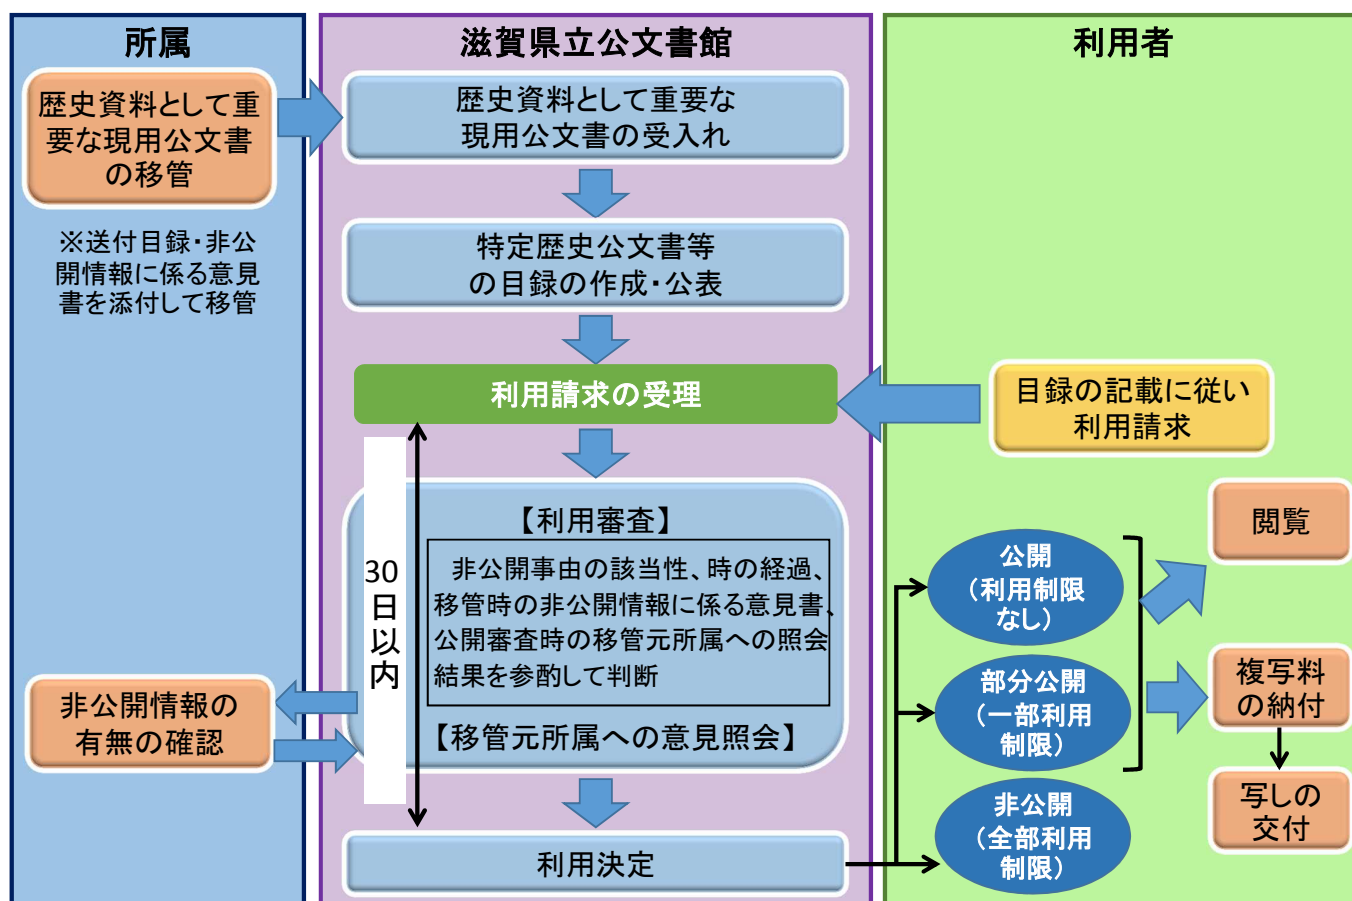 所属
歴史資料として重
要な現用公文書
の移管
※送付目録・非公
開情報に係る意見
書を添付して移管
非公開情報の
有無の確認
滋賀県立公文書館
歴史資料として重要な
現用公文書の受入れ
特定歴史公文書等
の目録の作成・公表
利用請求の受理
30
日
以
内
【利用審査】
非公開事由の該当性、時の経過、
移管時の非公開情報に係る意見書、
公開審査時の移管元所属への照会
結果を参酌して判断
【移管元所属への意見照会】
利用決定
利用者
目録の記載に従い
利用請求
公開
(利用制限
なし)
部分公開
(一部利用
制限)
非公開
(全部利用
制限)
閲覧
複写料
の納付
写しの
交付